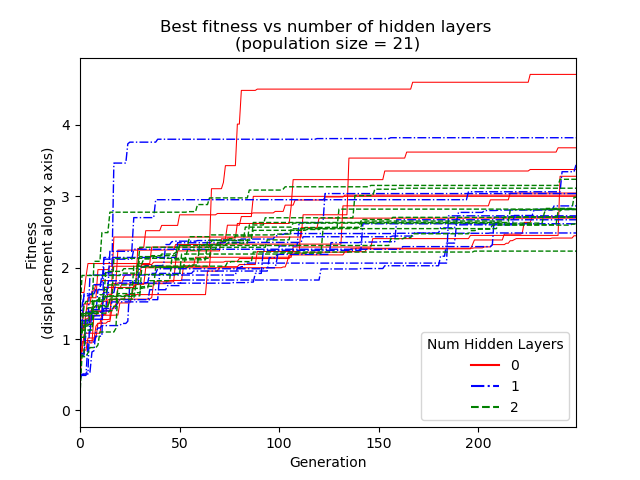 Best fitness vs number of hidden layers
(population size = 21)
Fitness
(displacement along x axis)
4
3
2
1
0
0
50
100
150
200
Generation
Num Hidden Layers
0
1
2